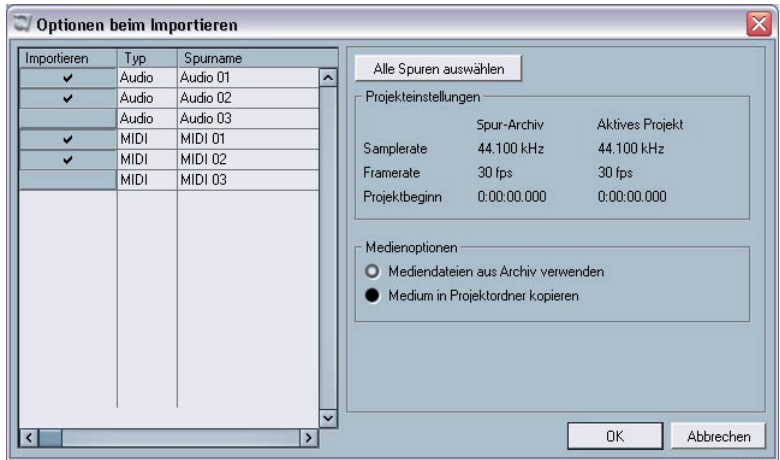 Optionen beim Importieren
Importieren Typ Spurname
Audio Audio 01
Audio Audio 02
Audio Audio 03
MIDI MIDI 01
MIDI MIDI 02
MIDI MIDI 03
Alle Spuren auswählen
Projekteinstellungen
Spur-Archiv Aktives Projekt
Samplerate 44.100 kHz 44.100 kHz
Framerate 30 fps 30 fps
Projektbeginn 0:00:00.000 0:00:00.000
Medienoptionen
Mediendateien aus Archiv verwenden
Medium in Projektordner kopieren
OK Abbrechen